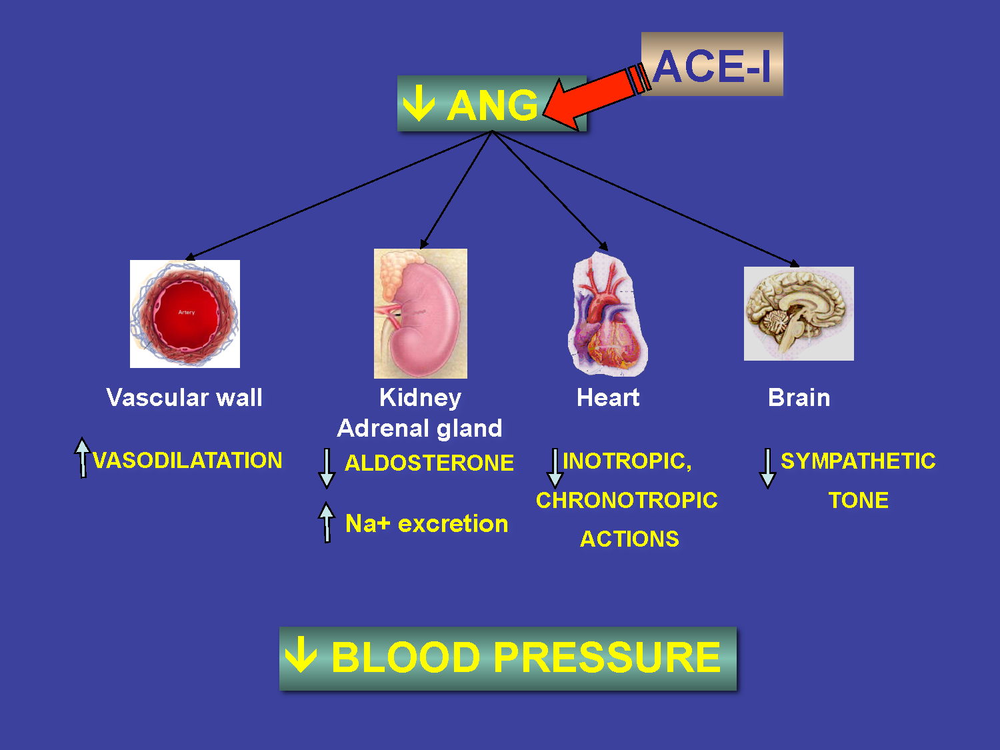 ACE-I
↓ ANG
Artery
Vascular wall
↑ VASODILATATION
Kidney
Adrenal gland
↓ ALDOSTERONE
↑ Na+ excretion
Heart
↓ INOTROPIC,
CHRONOTROPIC
ACTIONS
Brain
↓ SYMPATHETIC
TONE
↓ BLOOD PRESSURE